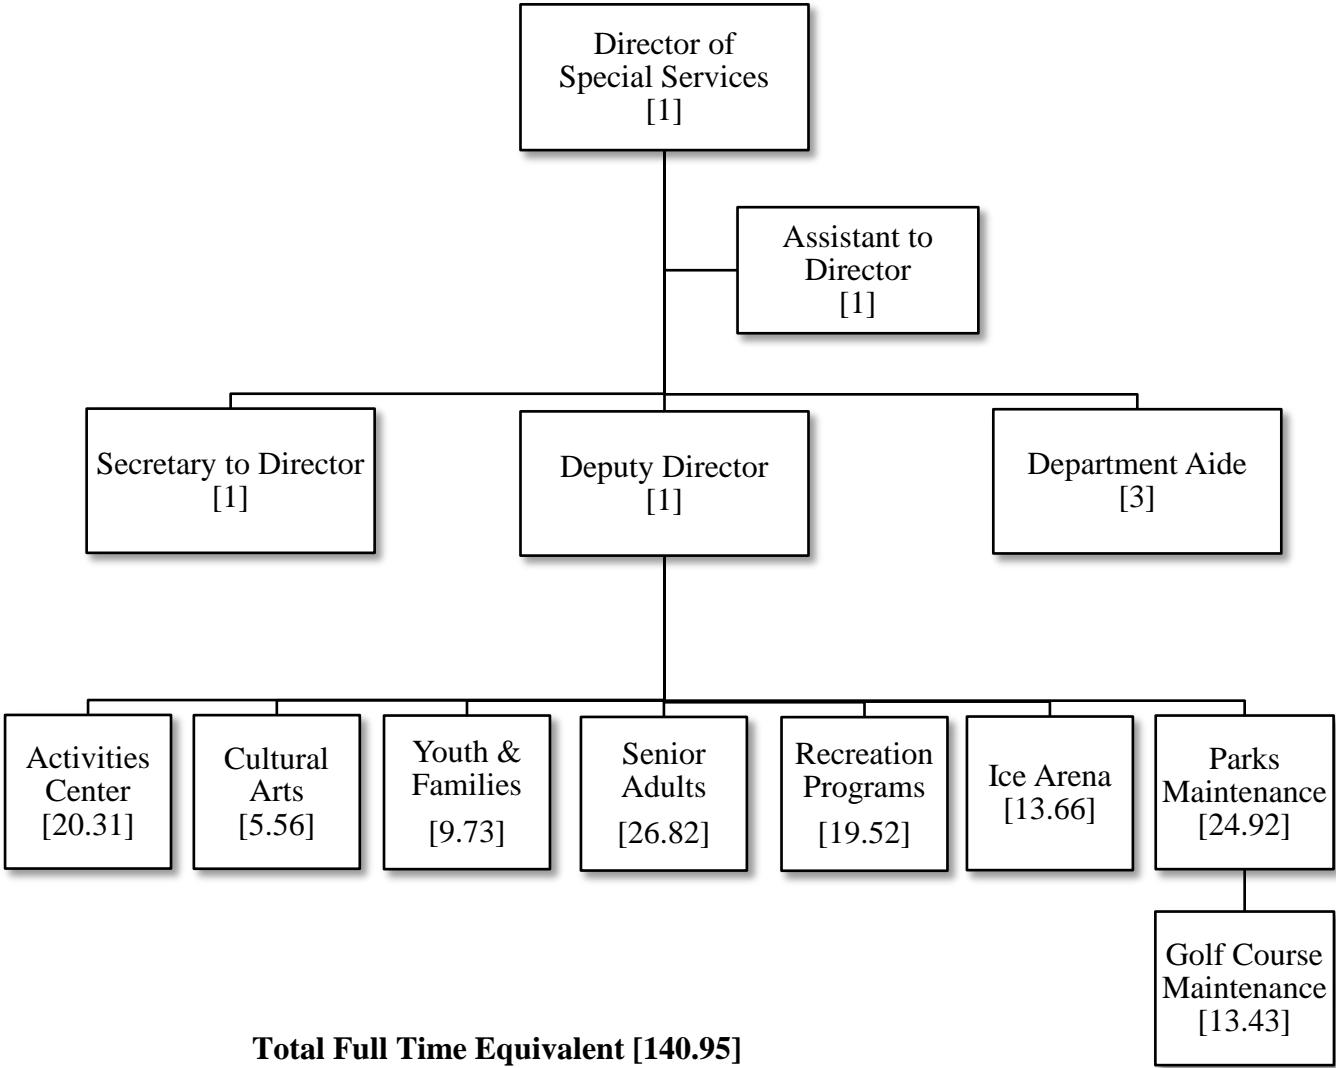 Director of
Special Services
[1]
Assistant to
Director
[1]
Secretary to Director
[1]
Deputy Director
[1]
Department Aide
[3]
Activities
Center
[20.31]
Cultural
Arts
[5.56]
Youth &
Families
[9.73]
Senior
Adults
[26.82]
Recreation
Programs
[19.52]
Ice Arena
[13.66]
Parks
Maintenance
[24.92]
Golf Course
Maintenance
[13.43]
Total Full Time Equivalent [140.95]